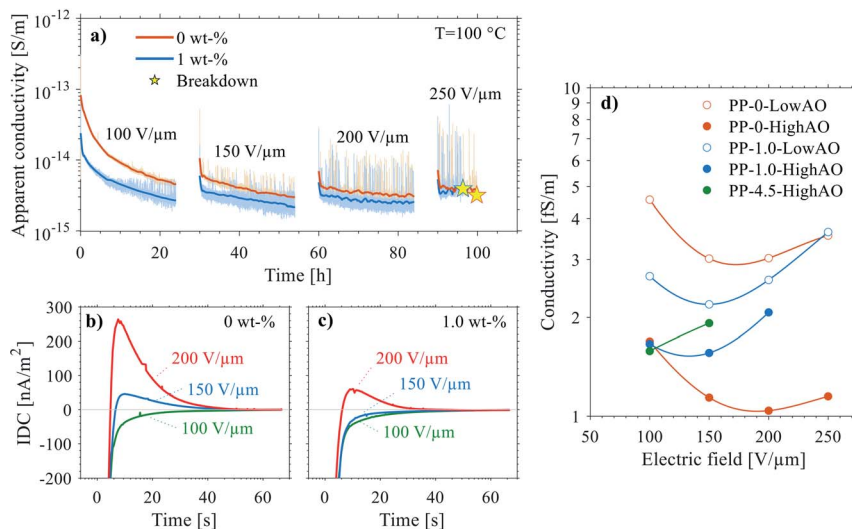 a)
T=100 °C
0 wt-%
1 wt-%
Breakdown
100 V/µm
150 V/µm
200 V/µm
250 V/µm
10⁻¹²
10⁻¹³
10⁻¹⁴
10⁻¹⁵
Apparent conductivity [S/m]
0 20 40 60 80 100 120
Time [h]
b)
0 wt-%
200 V/µm
150 V/µm
100 V/µm
300
200
100
0
-100
-200
IDC [nA/m²]
0 20 40 60
Time [s]
c)
1.0 wt-%
200 V/µm
150 V/µm
100 V/µm
0 20 40 60
Time [s]
d)
PP-0-LowAO
PP-0-HighAO
PP-1.0-LowAO
PP-1.0-HighAO
PP-4.5-HighAO
10
9
8
7
6
5
4
3
2
1
Conductivity [fS/m]
50 100 150 200 250
Electric field [V/µm]